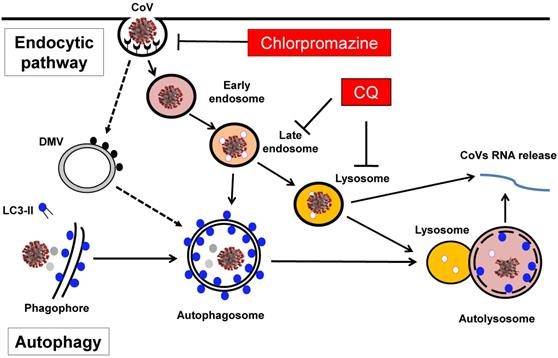 CoV
Endocytic
pathway
Chlorpromazine
Early
endosome
CQ
DMV
Late
endosome
Lysosome
CoVs RNA release
LC3-II
Lysosome
Phagophore
Autophagosome
Autolysosome
Autophagy